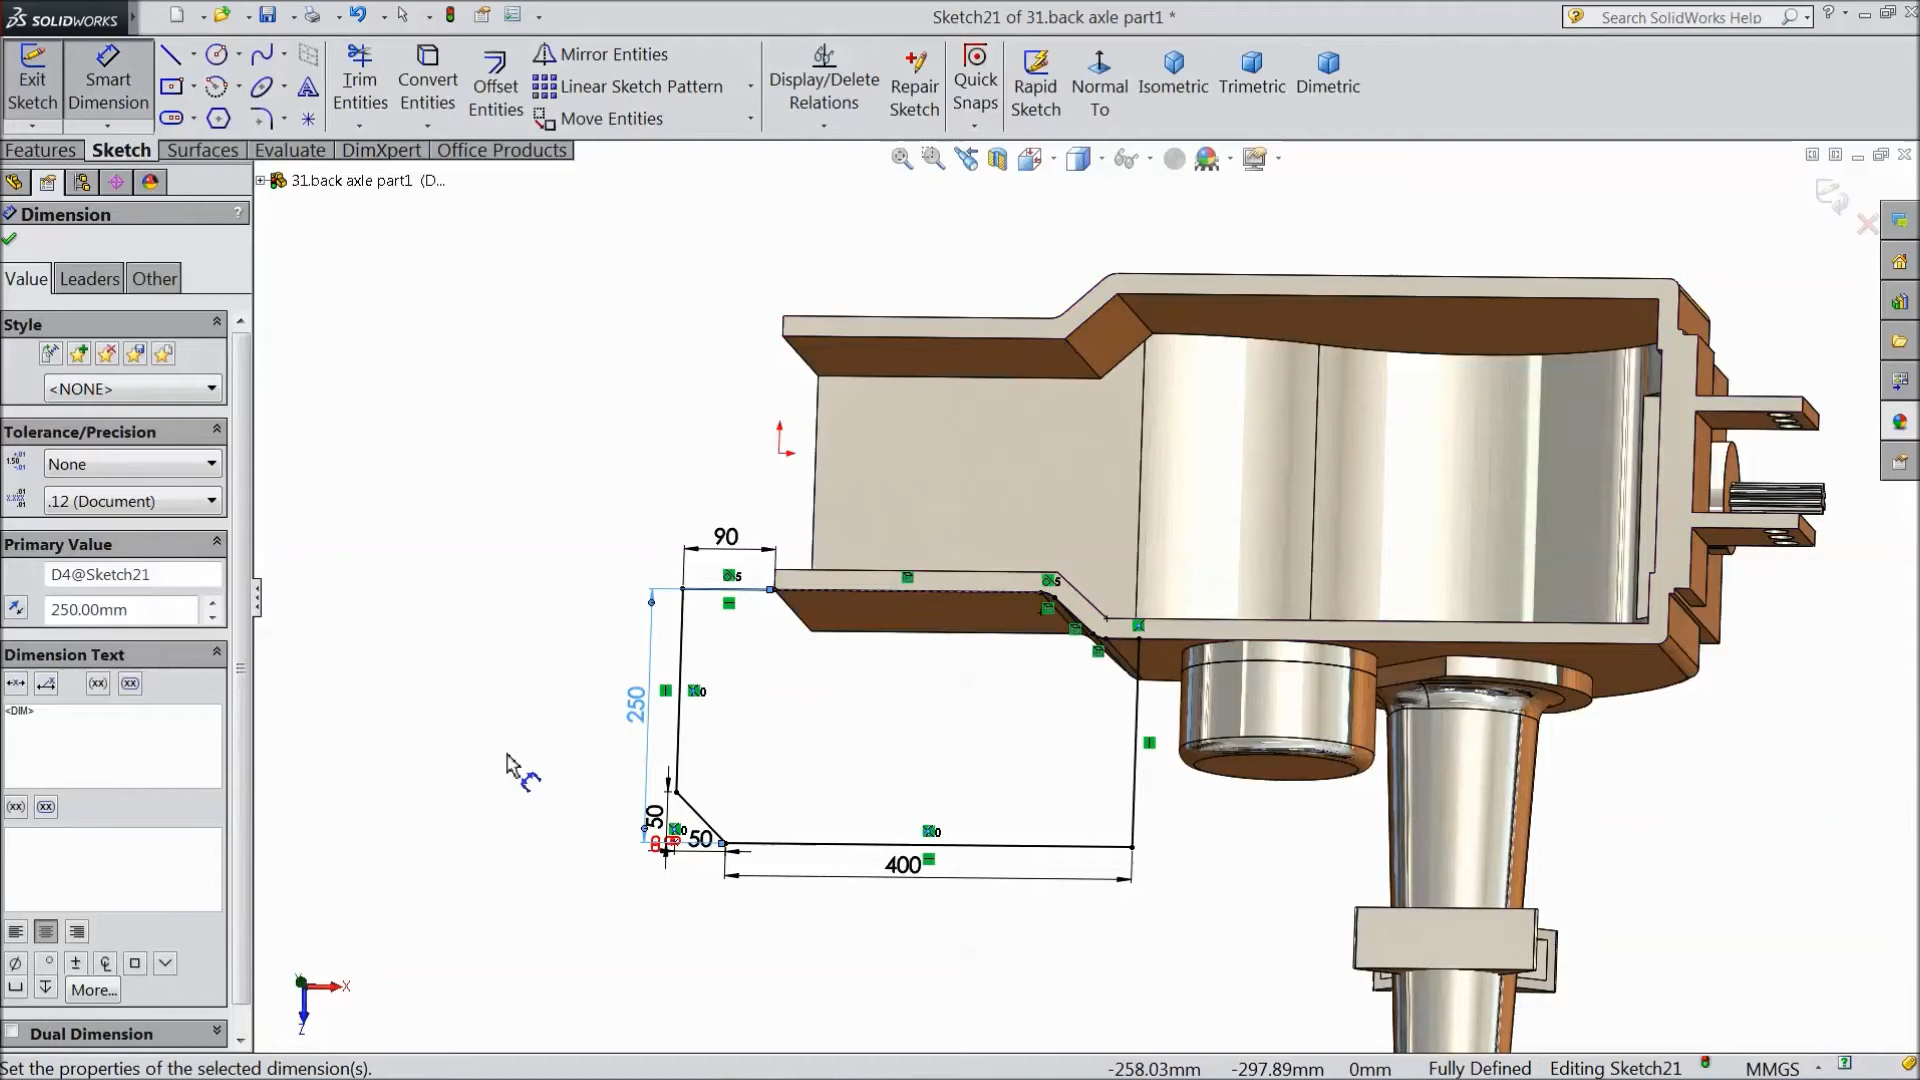 SOLIDWORKS
Sketch21 of 31.back axle part1 *
Search SolidWorks Help
Exit Sketch
Smart Dimension
Trim Entities
Convert Entities
Offset Entities
Mirror Entities
Linear Sketch Pattern
Move Entities
Display/Delete Relations
Repair Sketch
Quick Snaps
Rapid Sketch
Normal To
Isometric
Trimetric
Dimetric
Features
Sketch
Surfaces
Evaluate
DimXpert
Office Products
31.back axle part1 (D...
Dimension
?
Value
Leaders
Other
Style
<NONE>
Tolerance/Precision
None
.12 (Document)
Primary Value
D4@Sketch21
250.00mm
Dimension Text
<DIM>
More...
Dual Dimension
90
250
50
50
400
X
Z
Set the properties of the selected dimension(s).
-258.03mm
-297.89mm
0mm
Fully Defined
Editing Sketch21
MMGS